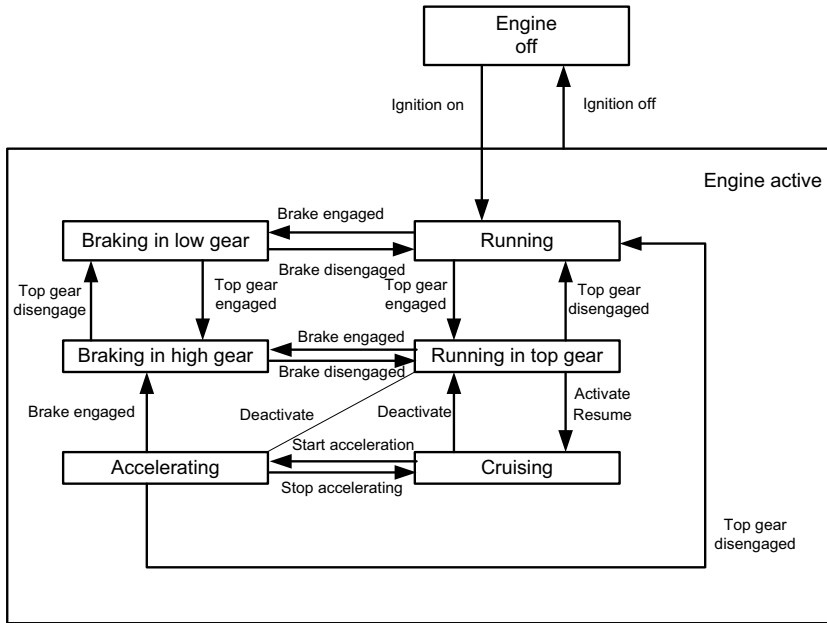 Engine
off
Ignition on
Ignition off
Engine active
Brake engaged
Braking in low gear
Running
Brake disengaged
Top gear
disengage
Top gear
engaged
Top gear
engaged
Top gear
disengaged
Brake engaged
Braking in high gear
Running in top gear
Brake disengaged
Brake engaged
Deactivate
Deactivate
Activate
Resume
Start acceleration
Accelerating
Cruising
Stop accelerating
Top gear
disengaged